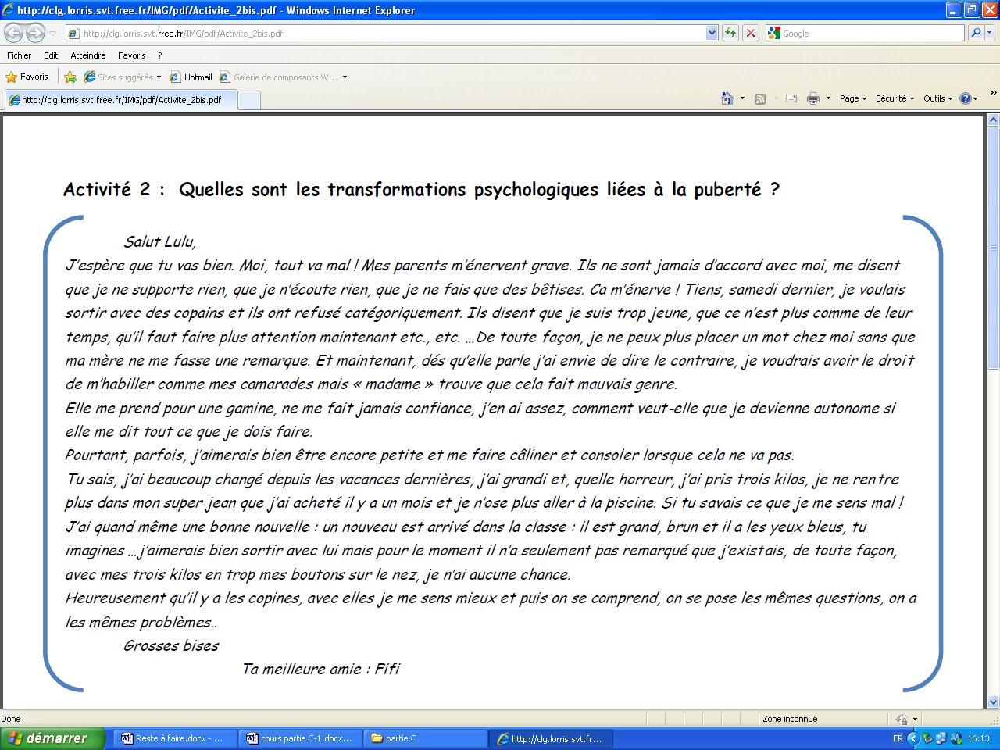 http://clg.lorris.svt.free.fr/IMG/pdf/Activite_2bis.pdf - Windows Internet Explorer
http://clg.lorris.svt.free.fr/IMG/pdf/Activite_2bis.pdf
Google
Fichier Edit Atteindre Favoris ?
Favoris Sites suggérés Hotmail Galerie de composants W...
http://clg.lorris.svt.free.fr/IMG/pdf/Activite_2bis.pdf
Page Sécurité Outils »
Activité 2 : Quelles sont les transformations psychologiques liées à la puberté ?
Salut Lulu,
J'espère que tu vas bien. Moi, tout va mal ! Mes parents m'énervent grave. Ils ne sont jamais d'accord avec moi, me disent
que je ne supporte rien, que je n'écoute rien, que je ne fais que des bêtises. Ca m'énerve ! Tiens, samedi dernier, je voulais
sortir avec des copains et ils ont refusé catégoriquement. Ils disent que je suis trop jeune, que ce n'est plus comme de leur
temps, qu'il faut faire plus attention maintenant etc., etc. ...De toute façon, je ne peux plus placer un mot chez moi sans que
ma mère ne me fasse une remarque. Et maintenant, dés qu'elle parle j'ai envie de dire le contraire, je voudrais avoir le droit
de m'habiller comme mes camarades mais « madame » trouve que cela fait mauvais genre.
Elle me prend pour une gamine, ne me fait jamais confiance, j'en ai assez, comment veut-elle que je devienne autonome si
elle me dit tout ce que je dois faire.
Pourtant, parfois, j'aimerais bien être encore petite et me faire câliner et consoler lorsque cela ne va pas.
Tu sais, j'ai beaucoup changé depuis les vacances dernières, j'ai grandi et, quelle horreur, j'ai pris trois kilos, je ne rentre
plus dans mon super jean que j'ai acheté il y a un mois et je n'ose plus aller à la piscine. Si tu savais ce que je me sens mal !
J'ai quand même une bonne nouvelle : un nouveau est arrivé dans la classe : il est grand, brun et il a les yeux bleus, tu
imagines ...j'aimerais bien sortir avec lui mais pour le moment il n'a seulement pas remarqué que j'existais, de toute façon,
avec mes trois kilos en trop mes boutons sur le nez, je n'ai aucune chance.
Heureusement qu'il y a les copines, avec elles je me sens mieux et puis on se comprend, on se pose les mêmes questions, on a
les mêmes problèmes..
Grosses bises
Ta meilleure amie : Fifi
Done Zone inconnue
démarrer Reste à faire.docx - ... cours partie C-1.docx... partie C http://clg.lorris.svt.fr... FR 16:13